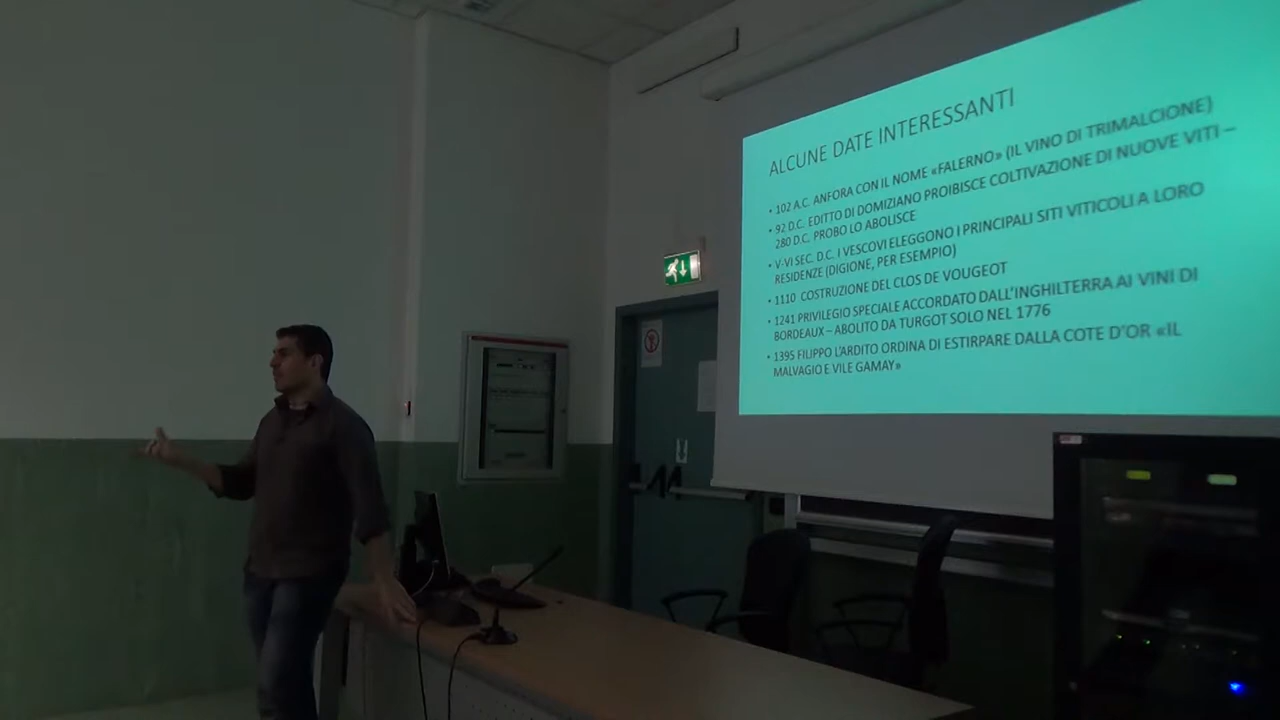 ALCUNE DATE INTERESSANTI
• 102 A.C. ANFORA CON IL NOME «FALERNO» (IL VINO DI TRIMALCIONE)
• 92 D.C. EDITTO DI DOMIZIANO PROIBISCE COLTIVAZIONE DI NUOVE VITI –
280 D.C. PROBO LO ABOLISCE
• V-VI SEC. D.C. I VESCOVI ELEGGONO I PRINCIPALI SITI VITICOLI A LORO
RESIDENZE (DIGIONE, PER ESEMPIO)
• 1110 COSTRUZIONE DEL CLOS DE VOUGEOT
• 1241 PRIVILEGIO SPECIALE ACCORDATO DALL'INGHILTERRA AI VINI DI
BORDEAUX – ABOLITO DA TURGOT SOLO NEL 1776
• 1395 FILIPPO L'ARDITO ORDINA DI ESTIRPARE DALLA COTE D'OR «IL
MALVAGIO E VILE GAMAY»